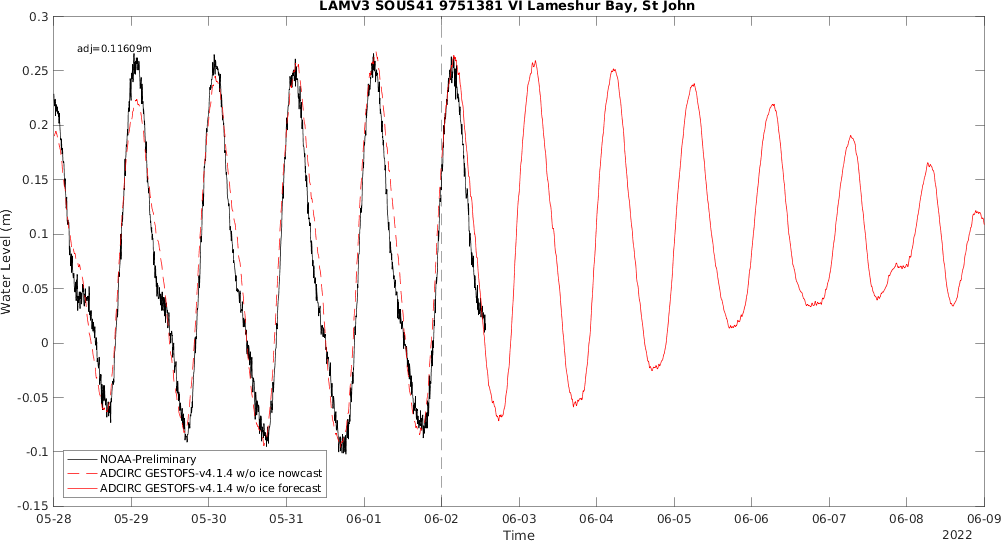 LAMV3 SOUS41 9751381 VI Lameshur Bay, St John
adj=0.11609m
0.3
0.25
0.2
0.15
0.1
0.05
0
-0.05
-0.1
-0.15
Water Level (m)
NOAA-Preliminary
ADCIRC GESTOFS-v4.1.4 w/o ice nowcast
ADCIRC GESTOFS-v4.1.4 w/o ice forecast
05-28 05-29 05-30 05-31 06-01 06-02 06-03 06-04 06-05 06-06 06-07 06-08 06-09
Time
2022